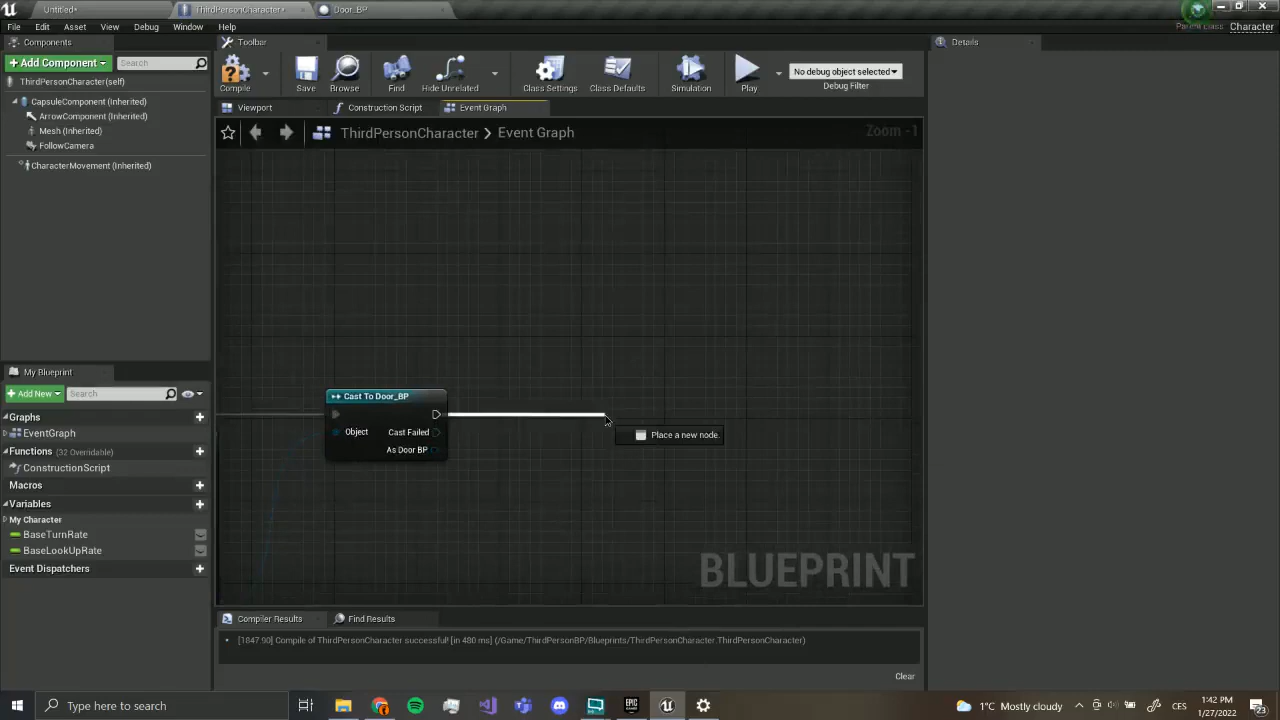 Untitled*
ThirdPersonCharacter*
Door_BP
File Edit Asset View Debug Window Help
Parent Class: Character
Components
Toolbar
Details
+ Add Component
Search
ThirdPersonCharacter(self)
CapsuleComponent (Inherited)
ArrowComponent (Inherited)
Mesh (Inherited)
FollowCamera
CharacterMovement (Inherited)
Compile
Save
Browse
Find
Hide Unrelated
Class Settings
Class Defaults
Simulation
Play
No debug object selected
Debug Filter
Viewport
Construction Script
Event Graph
ThirdPersonCharacter > Event Graph
Zoom -1
Cast To Door_BP
Object
Cast Failed
As Door BP
Place a new node.
BLUEPRINT
My Blueprint
+ Add New
Search
Graphs
EventGraph
Functions (32 Overridable)
ConstructionScript
Macros
Variables
My Character
BaseTurnRate
BaseLookUpRate
Event Dispatchers
Compiler Results
Find Results
[1847.90] Compile of ThirdPersonCharacter successful! [in 480 ms] (/Game/ThirdPersonBP/Blueprints/ThirdPersonCharacter.ThirdPersonCharacter)
Clear
Type here to search
1°C Mostly cloudy
CES
1:42 PM
1/27/2022
23